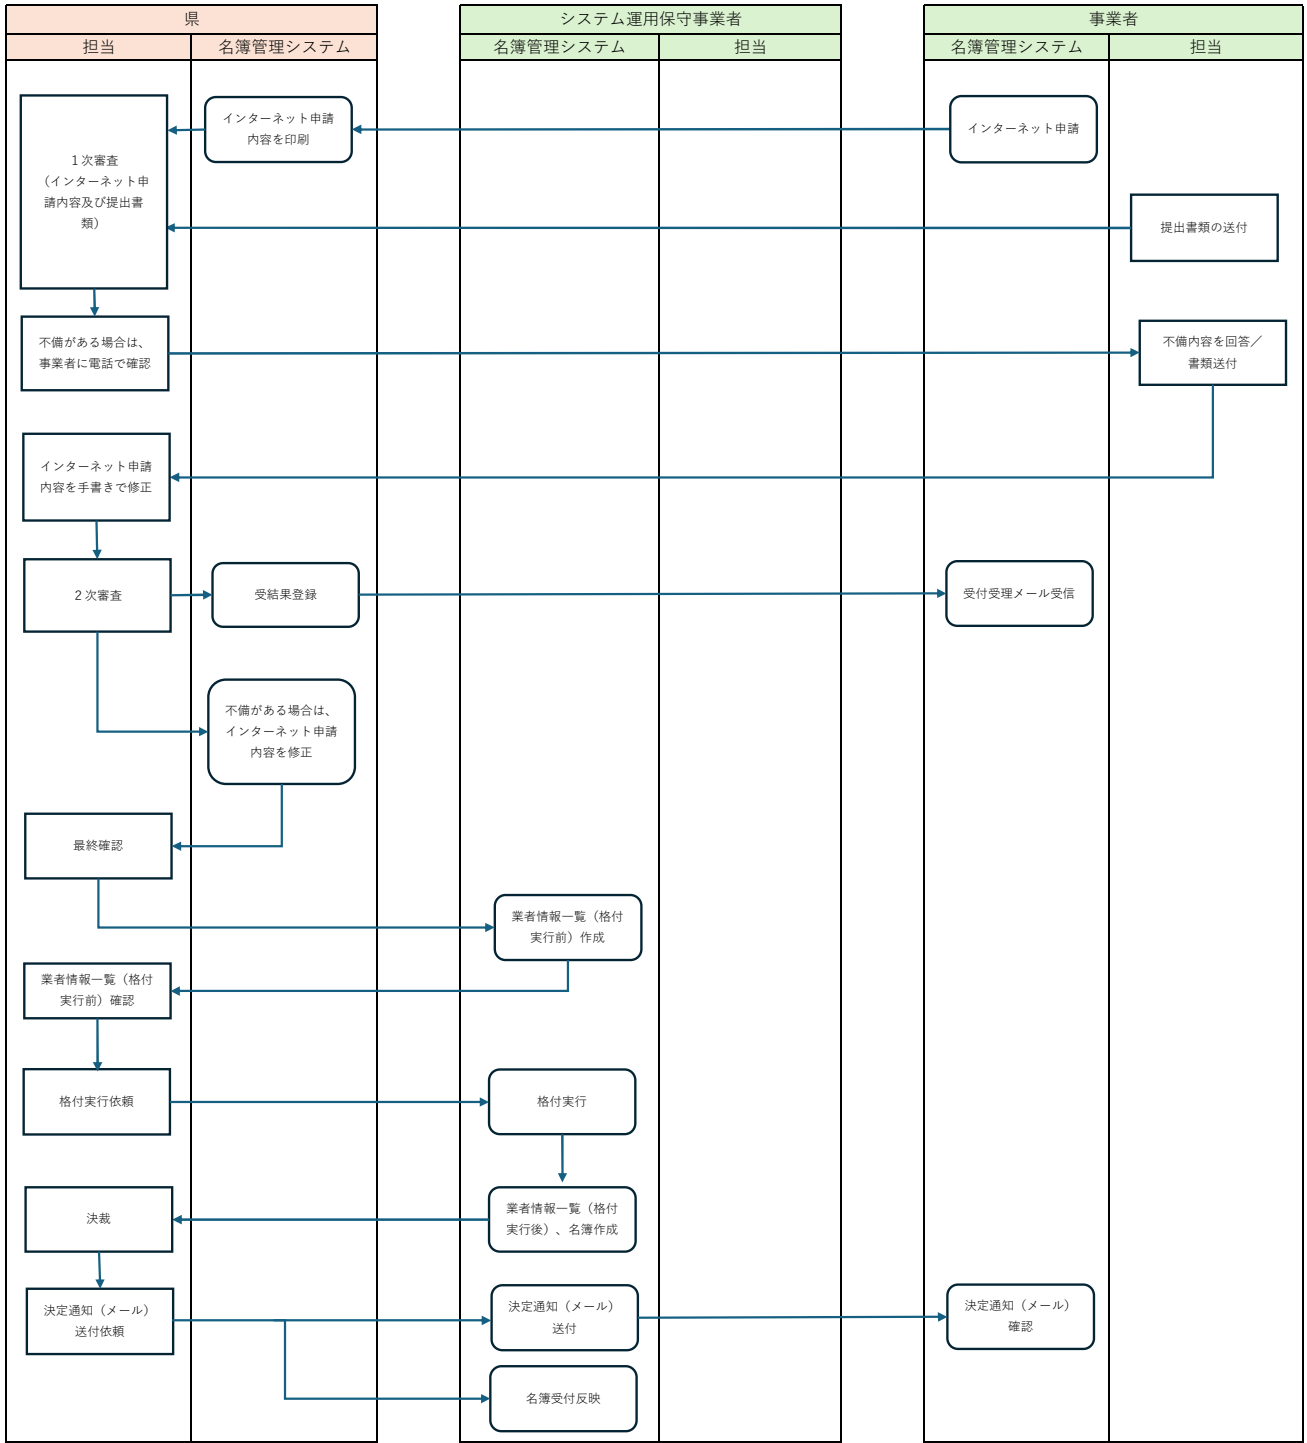 県
システム運用保守事業者
事業者
担当
名簿管理システム
名簿管理システム
担当
名簿管理システム
担当
インターネット申請
内容を印刷
インターネット申請
１次審査
（インターネット申
請内容及び提出書
類）
提出書類の送付
不備がある場合は、
事業者に電話で確認
不備内容を回答／
書類送付
インターネット申請
内容を手書きで修正
２次審査
受結果登録
受付受理メール受信
不備がある場合は、
インターネット申請
内容を修正
最終確認
業者情報一覧（格付
実行前）作成
業者情報一覧（格付
実行前）確認
格付実行依頼
格付実行
決裁
業者情報一覧（格付
実行後）、名簿作成
決定通知（メール）
送付依頼
決定通知（メール）
送付
決定通知（メール）
確認
名簿受付反映